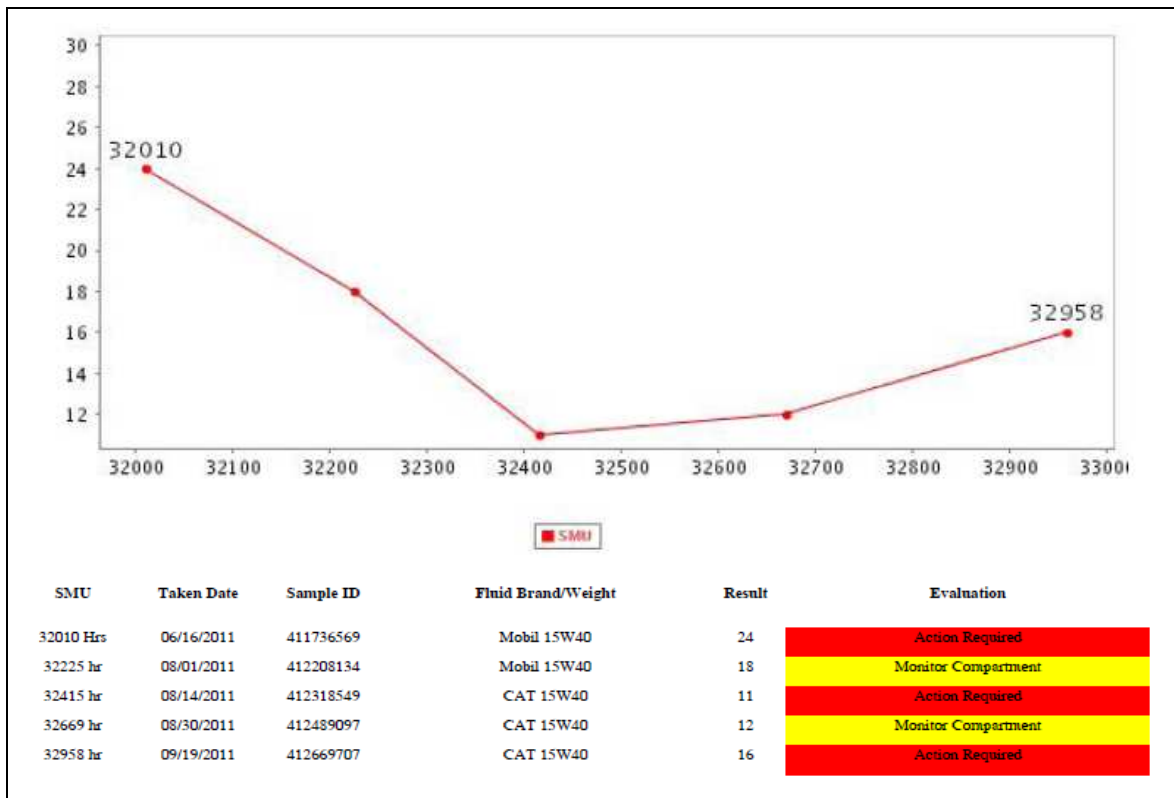 30
28
26
24
22
20
18
16
14
12
32010
32958
32000 32100 32200 32300 32400 32500 32600 32700 32800 32900 3300
SMU
SMU Taken Date Sample ID Fluid Brand/Weight Result Evaluation
32010 Hrs 06/16/2011 411736569 Mobil 15W40 24 Action Required
32225 hr 08/01/2011 412208134 Mobil 15W40 18 Monitor Compartment
32415 hr 08/14/2011 412318549 CAT 15W40 11 Action Required
32669 hr 08/30/2011 412489097 CAT 15W40 12 Monitor Compartment
32958 hr 09/19/2011 412669707 CAT 15W40 16 Action Required